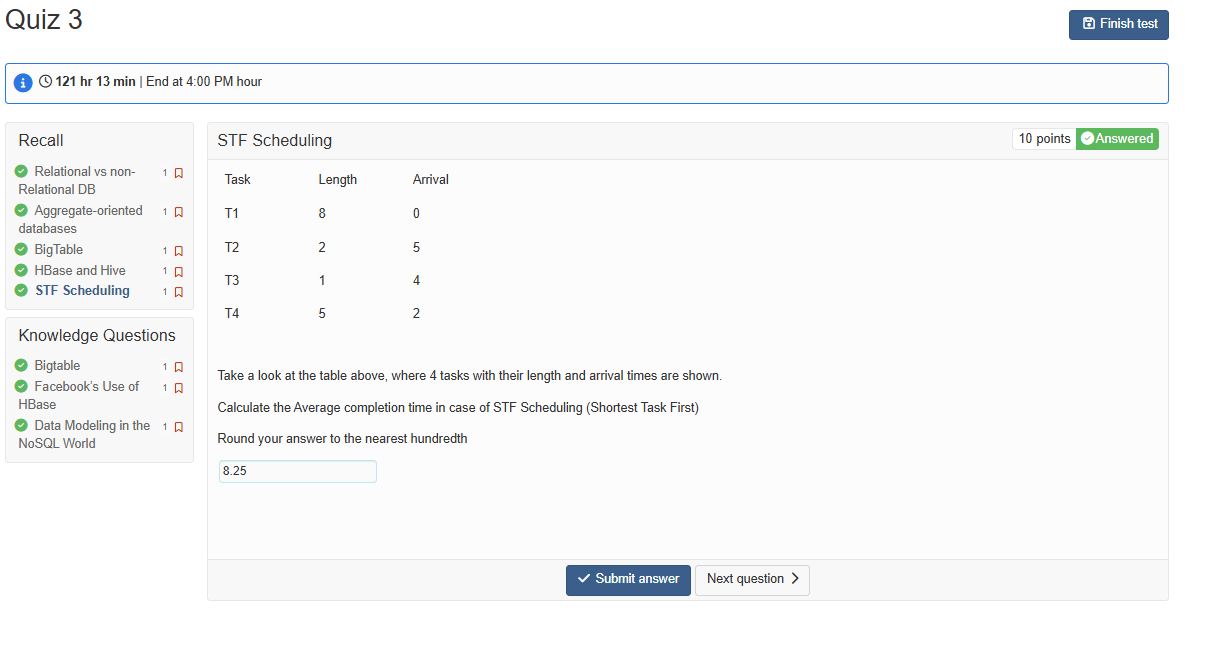 Quiz 3
Finish test
121 hr 13 min | End at 4:00 PM hour
Recall
Relational vs non-
Relational DB
1
Aggregate-oriented
databases
1
BigTable 1
HBase and Hive 1
STF Scheduling 1
Knowledge Questions
Bigtable 1
Facebook's Use of
HBase
1
Data Modeling in the
NoSQL World
1
STF Scheduling
10 points Answered
Task Length Arrival
T1 8 0
T2 2 5
T3 1 4
T4 5 2
Take a look at the table above, where 4 tasks with their length and arrival times are shown.
Calculate the Average completion time in case of STF Scheduling (Shortest Task First)
Round your answer to the nearest hundredth
8.25
Submit answer
Next question